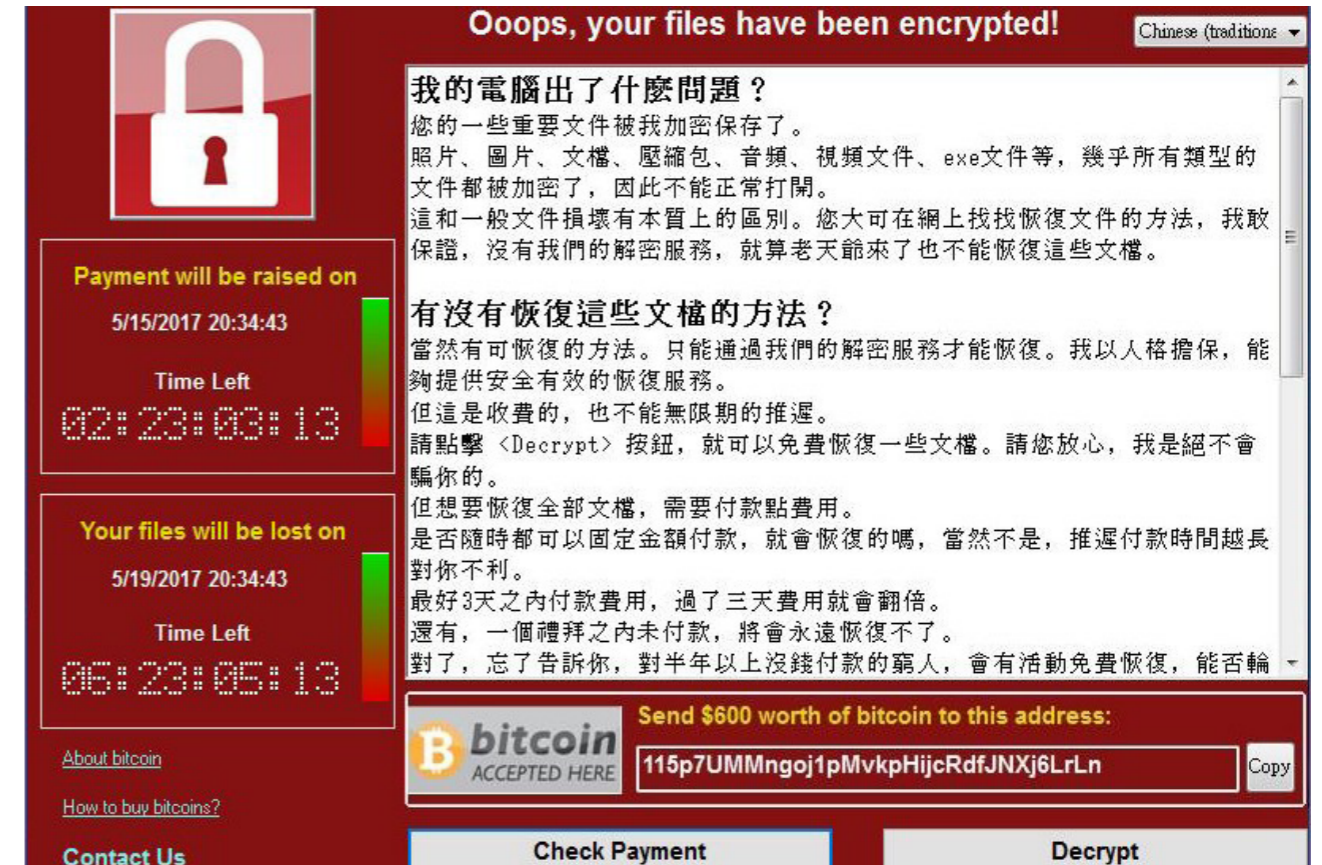 Ooops, your files have been encrypted!
Chinese (traditiona
我的電腦出了什麼問題？
您的一些重要文件被我加密保存了。
照片、圖片、文檔、壓縮包、音頻、視頻文件、exe文件等，幾乎所有類型的
文件都被加密了，因此不能正常打開。
這和一般文件損壞有本質上的區別。您大可在網上找找恢復文件的方法，我敢
保證，沒有我們的解密服務，就算老天爺來了也不能恢復這些文檔。
有沒有恢復這些文檔的方法？
當然有可恢復的方法。只能通過我們的解密服務才能恢復。我以人格擔保，能
夠提供安全有效的恢復服務。
但這是收費的，也不能無限期的推遲。
請點擊 <Decrypt> 按鈕，就可以免費恢復一些文檔。請您放心，我是絕不會
騙你的。
但想要恢復全部文檔，需要付款點費用。
是否隨時都可以固定金額付款，就會恢復的嗎，當然不是，推遲付款時間越長
對你不利。
最好3天之內付款費用，過了三天費用就會翻倍。
還有，一個禮拜之內未付款，將會永遠恢復不了。
對了，忘了告訴你，對半年以上沒錢付款的窮人，會有活動免費恢復，能否輪
Payment will be raised on
5/15/2017 20:34:43
Time Left
02:23:03:13
Your files will be lost on
5/19/2017 20:34:43
Time Left
06:23:05:13
About bitcoin
How to buy bitcoins?
Contact Us
bitcoin
ACCEPTED HERE
Send $600 worth of bitcoin to this address:
115p7UMMngoj1pMvkpHijcRdfJNXj6LrLn
Copy
Check Payment
Decrypt